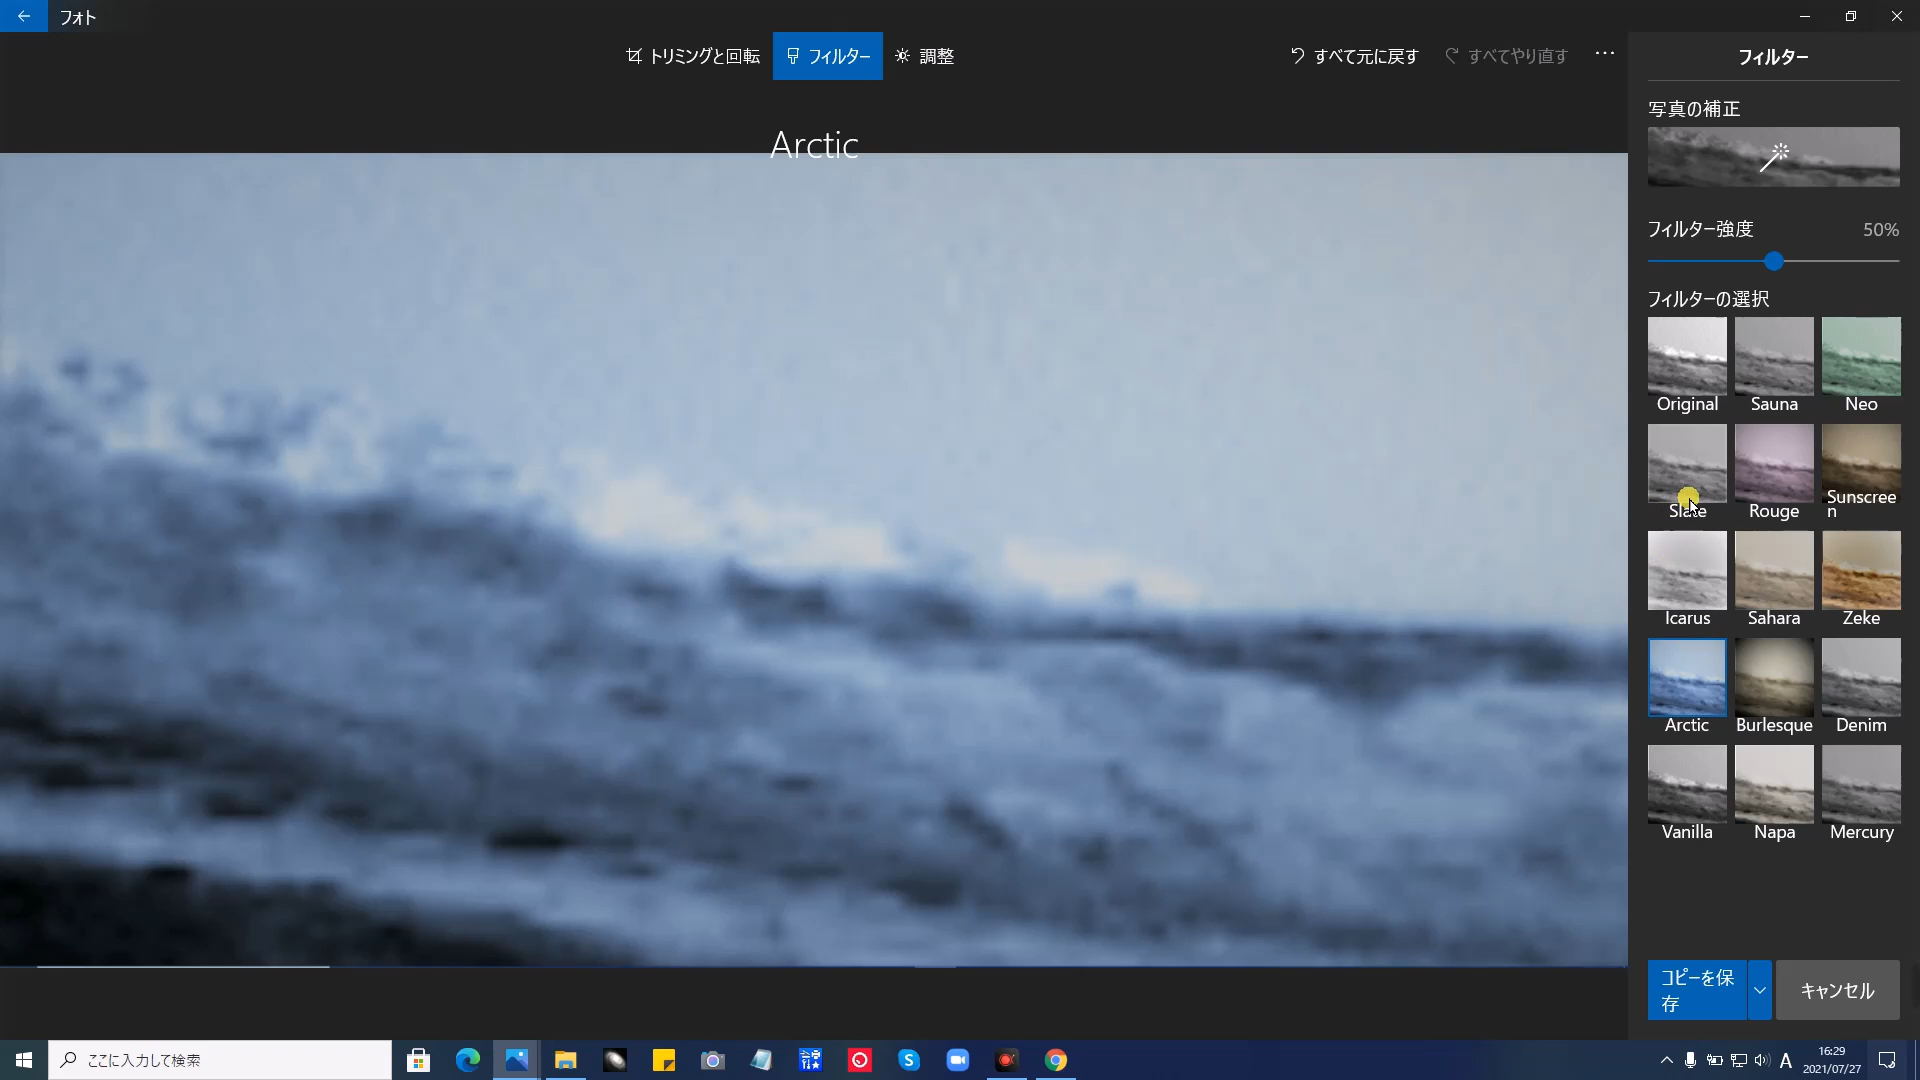 フォト
トリミングと回転
フィルター
調整
すべて元に戻す
すべてやり直す
Arctic
フィルター
写真の補正
フィルター強度 50%
フィルターの選択
Original Sauna Neo
Slate Rouge Sunscree
n
Icarus Sahara Zeke
Arctic Burlesque Denim
Vanilla Napa Mercury
コピーを保
存
キャンセル
ここに入力して検索
A
16:29
2021/07/27